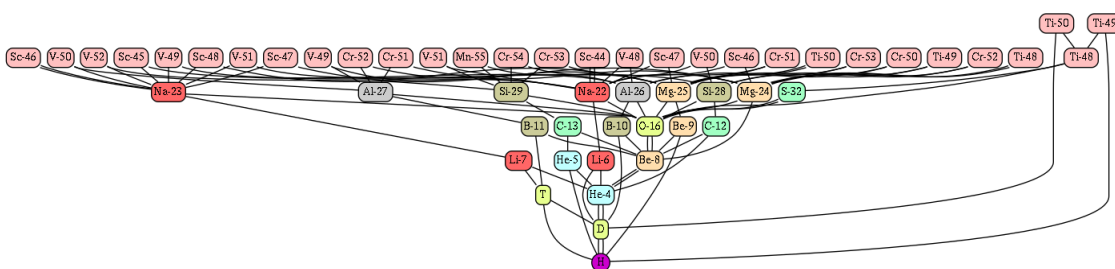 Ti-50 Ti-49
Sc-46 V-50 V-52 Sc-45 V-49 Sc-48 V-51 Sc-47 V-49 Cr-52 Cr-51 V-51 Mn-55 Cr-54 Cr-53 Sc-44 V-48 Sc-47 V-50 Sc-46 Cr-51 Ti-50 Cr-53 Cr-50 Ti-49 Cr-52 Ti-48 Ti-48
Na-23 Al-27 Si-29 Na-22 Al-26 Mg-25 Si-28 Mg-24 S-32
B-11 C-13 B-10 O-16 Be-9 C-12
Li-7 He-5 Li-6 Be-8
T He-4
D
H